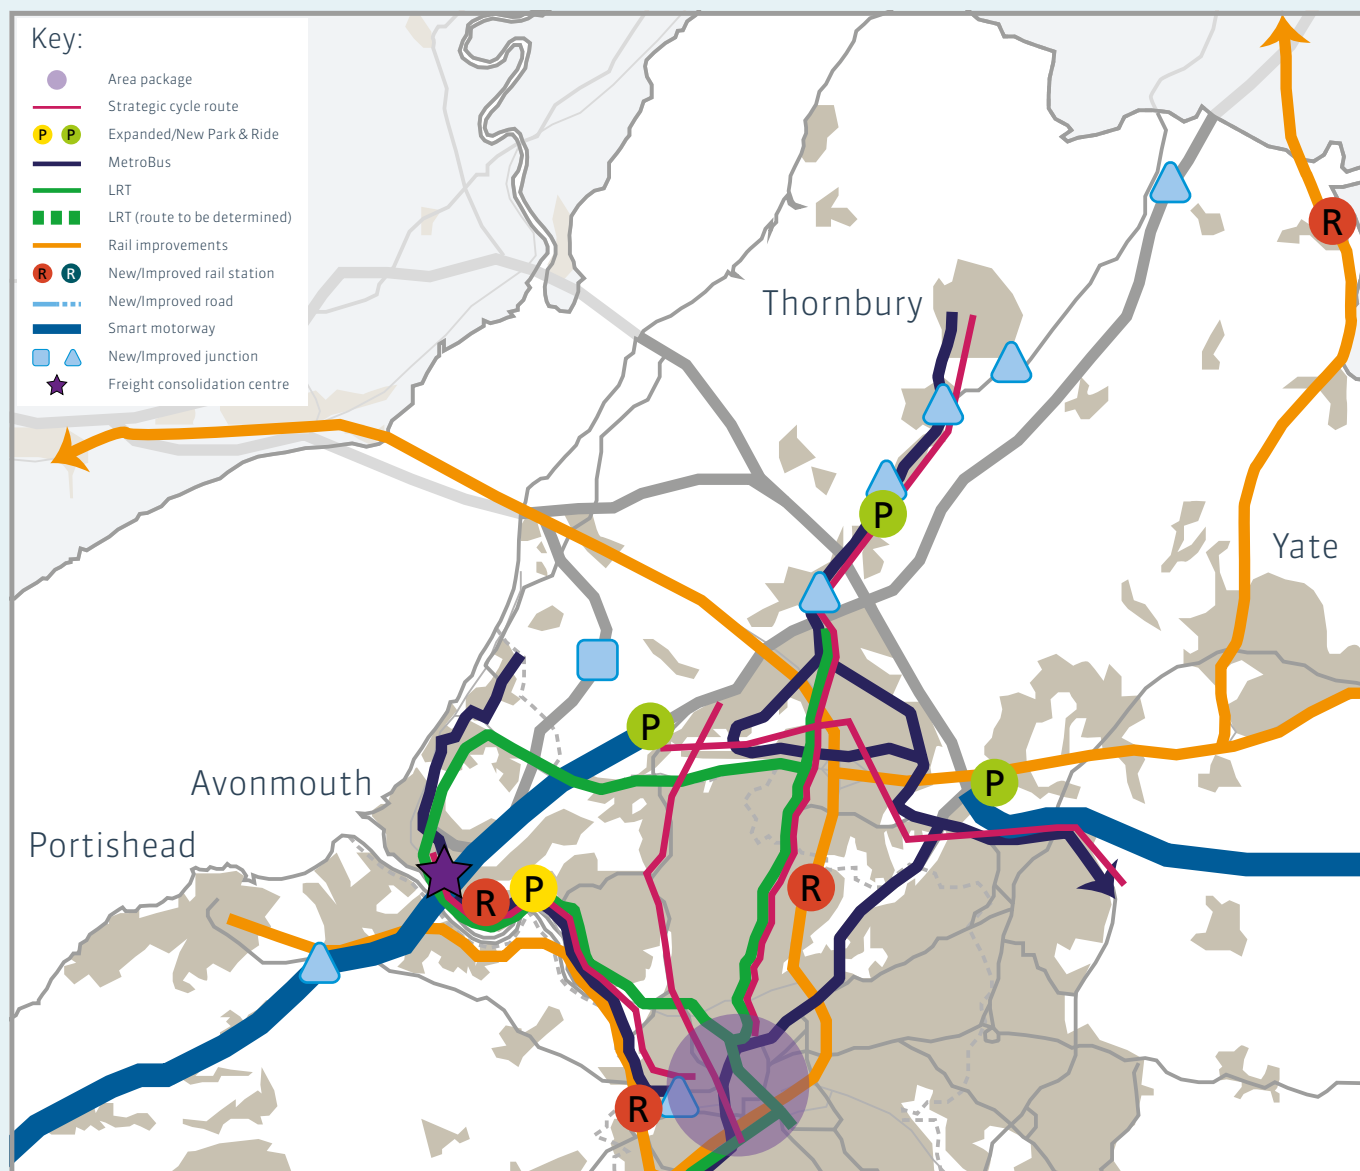 Key:
Area package
Strategic cycle route
P P Expanded/New Park & Ride
MetroBus
LRT
LRT (route to be determined)
Rail improvements
R R New/Improved rail station
New/Improved road
Smart motorway
New/Improved junction
Freight consolidation centre
R
Thornbury
P
Yate
P
P
Avonmouth
Portishead
R
P
R
R